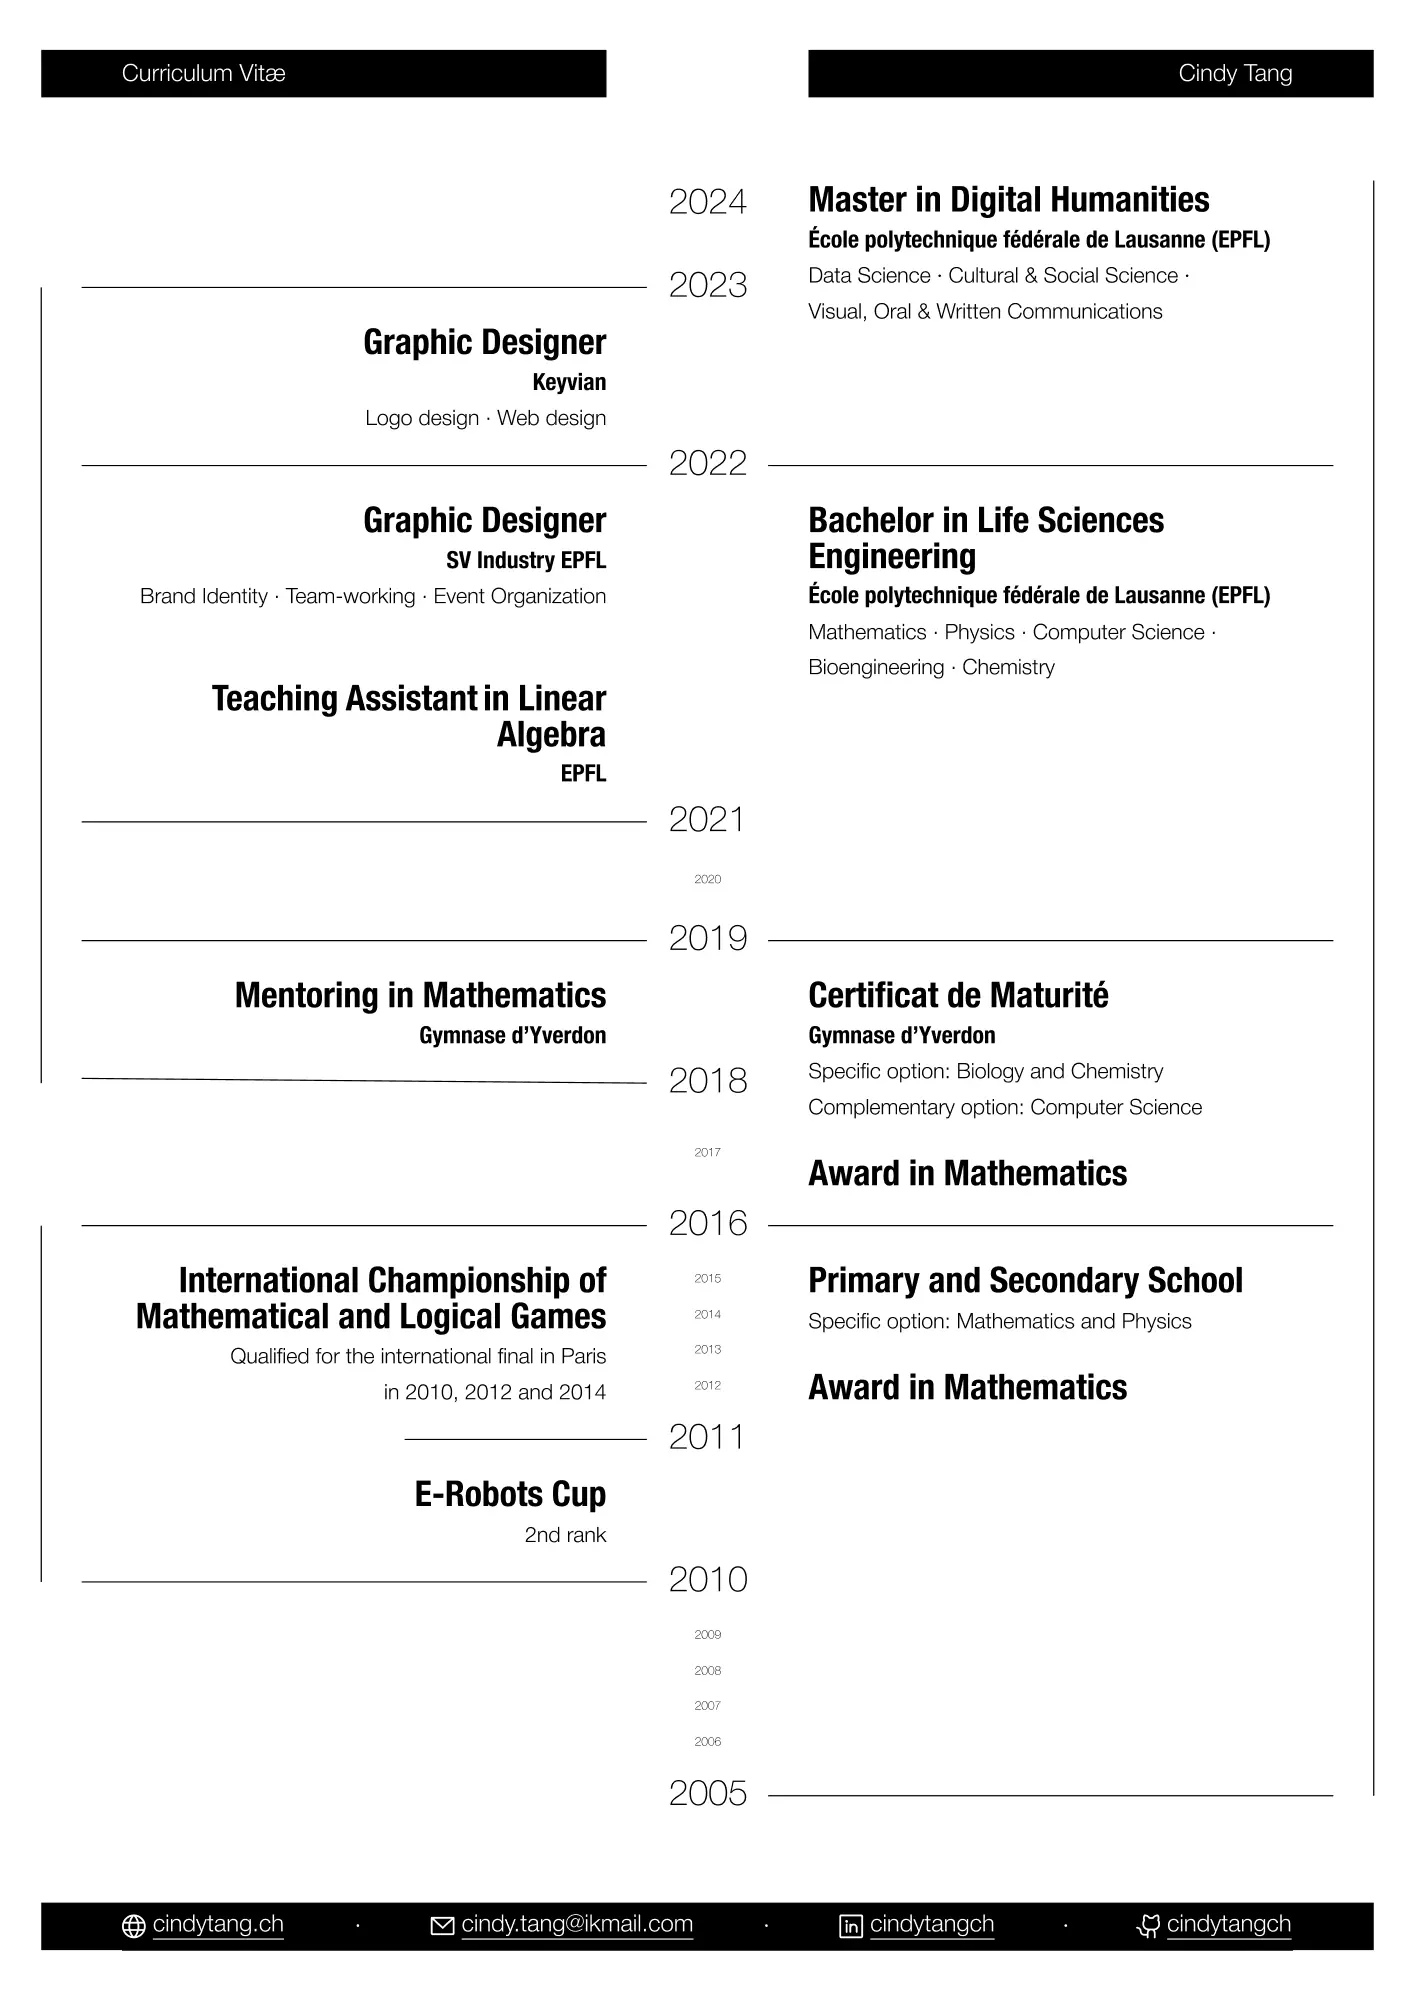 Curriculum Vitæ
Cindy Tang
2024
Master in Digital Humanities
École polytechnique fédérale de Lausanne (EPFL)
Data Science · Cultural & Social Science ·
Visual, Oral & Written Communications
2023
Graphic Designer
Keyvian
Logo design · Web design
2022
Graphic Designer
SV Industry EPFL
Brand Identity · Team-working · Event Organization
Bachelor in Life Sciences
Engineering
École polytechnique fédérale de Lausanne (EPFL)
Mathematics · Physics · Computer Science ·
Bioengineering · Chemistry
Teaching Assistant in Linear
Algebra
EPFL
2021
2020
2019
Mentoring in Mathematics
Gymnase d’Yverdon
Certificat de Maturité
Gymnase d’Yverdon
Specific option: Biology and Chemistry
Complementary option: Computer Science
2018
2017
Award in Mathematics
2016
International Championship of
Mathematical and Logical Games
Qualified for the international final in Paris
in 2010, 2012 and 2014
2015
2014
2013
2012
Primary and Secondary School
Specific option: Mathematics and Physics
Award in Mathematics
2011
E-Robots Cup
2nd rank
2010
2009
2008
2007
2006
2005
cindytang.ch · cindy.tang@ikmail.com · in cindytangch · cindytangch